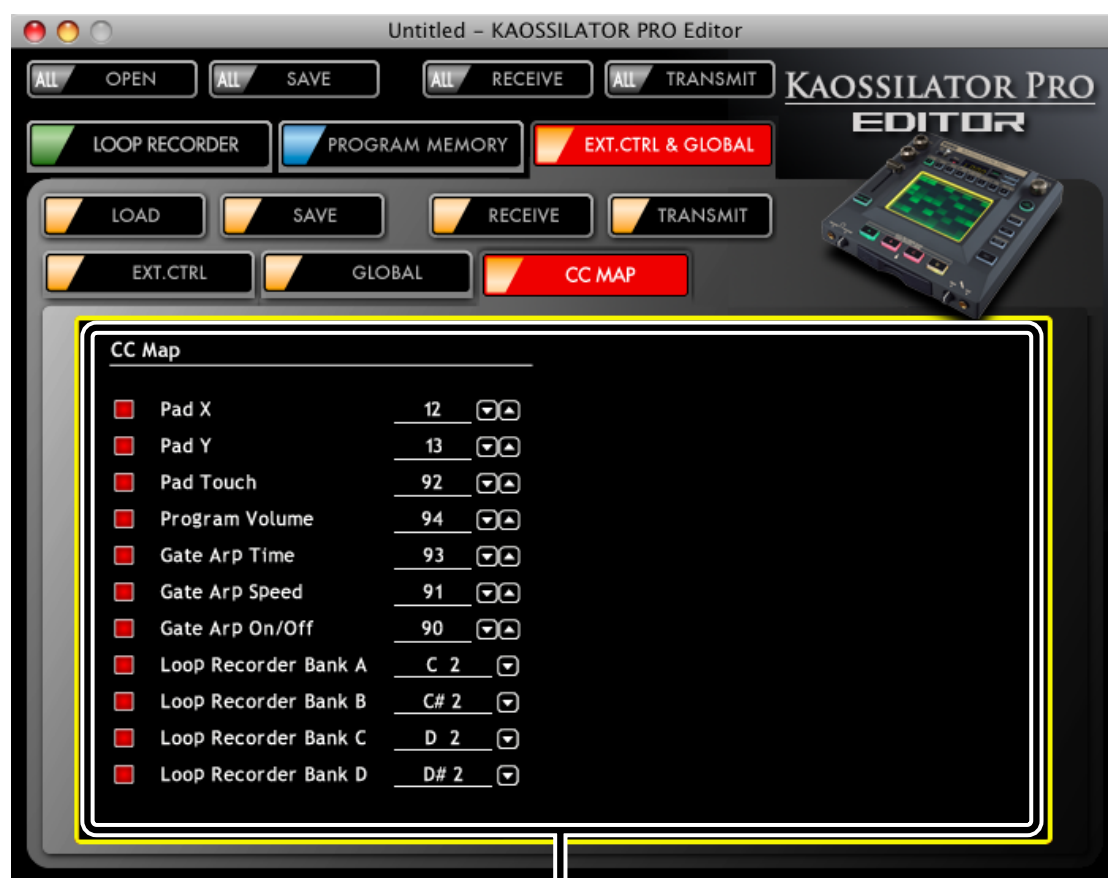 Untitled – KAOSSILATOR PRO Editor
ALL OPEN ALL SAVE ALL RECEIVE ALL TRANSMIT
KAOSSILATOR PRO
EDITOR
LOOP RECORDER PROGRAM MEMORY EXT.CTRL & GLOBAL
LOAD SAVE RECEIVE TRANSMIT
EXT.CTRL GLOBAL CC MAP
CC Map
Pad X 12
Pad Y 13
Pad Touch 92
Program Volume 94
Gate Arp Time 93
Gate Arp Speed 91
Gate Arp On/Off 90
Loop Recorder Bank A C 2
Loop Recorder Bank B C# 2
Loop Recorder Bank C D 2
Loop Recorder Bank D D# 2